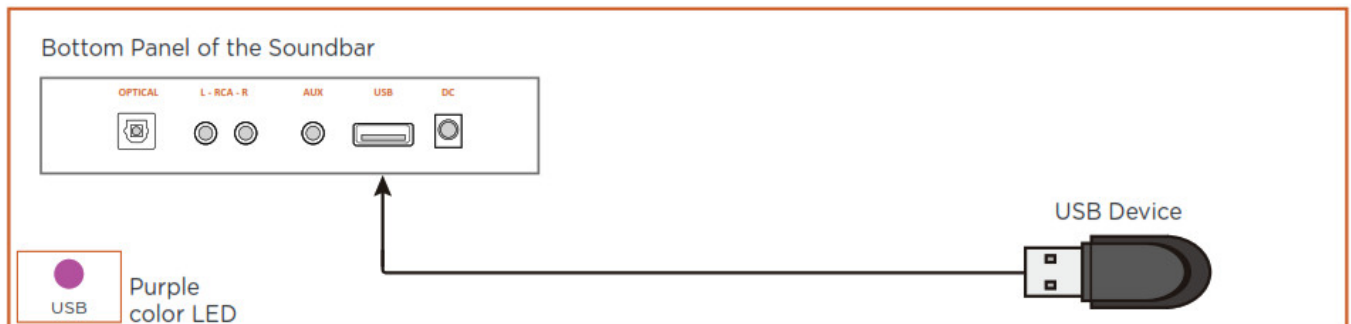 Bottom Panel of the Soundbar
OPTICAL L - RCA - R AUX USB DC
USB Device
USB
Purple
color LED